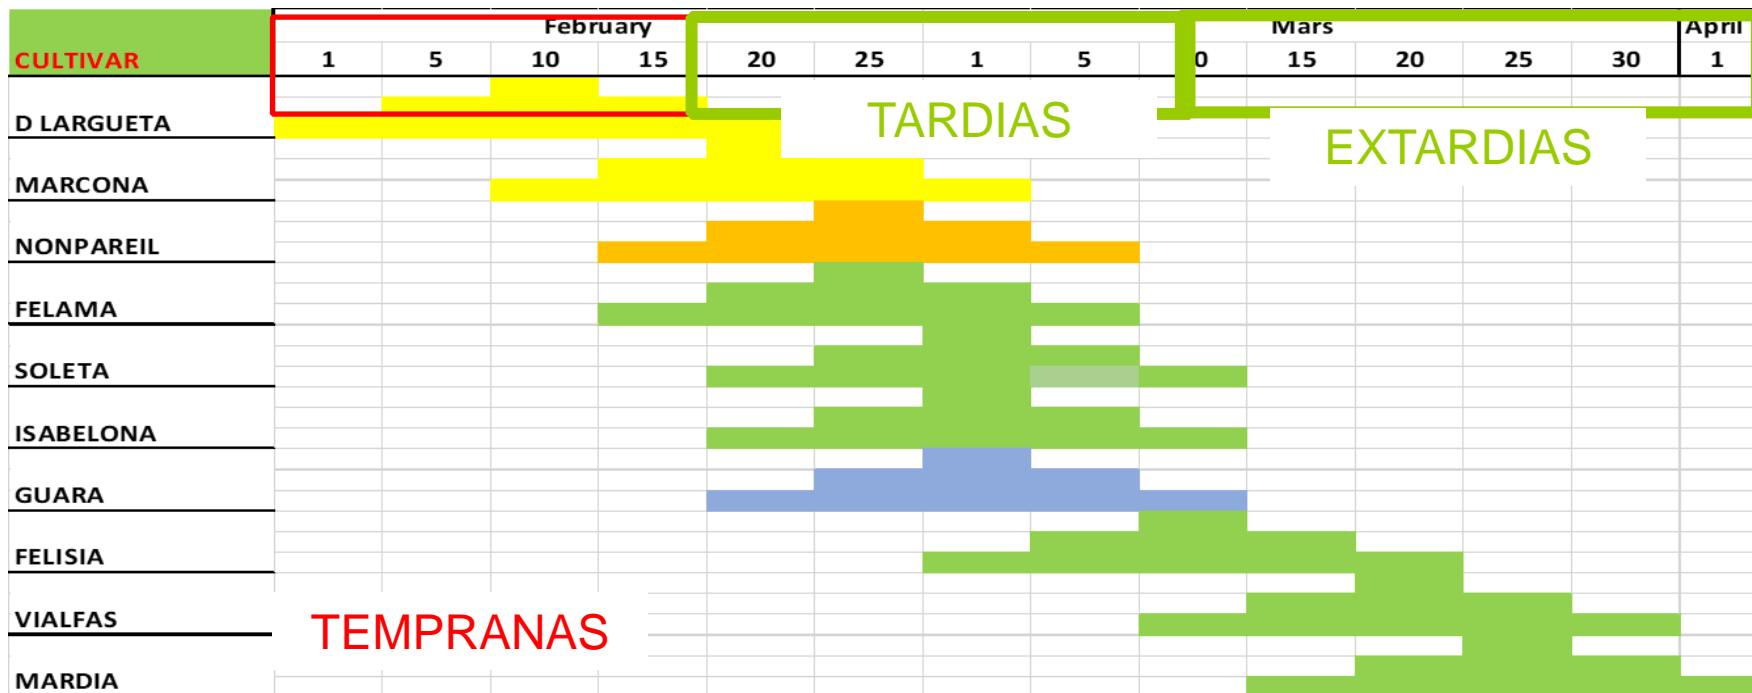 February Mars April
CULTIVAR 1 5 10 15 20 25 1 5 0 15 20 25 30 1
D LARGUETA
TARDIAS
EXTARDIAS
MARCONA
NONPAREIL
FELAMA
SOLETA
ISABELONA
GUARA
FELISIA
VIALFAS
TEMPRANAS
MARDIA